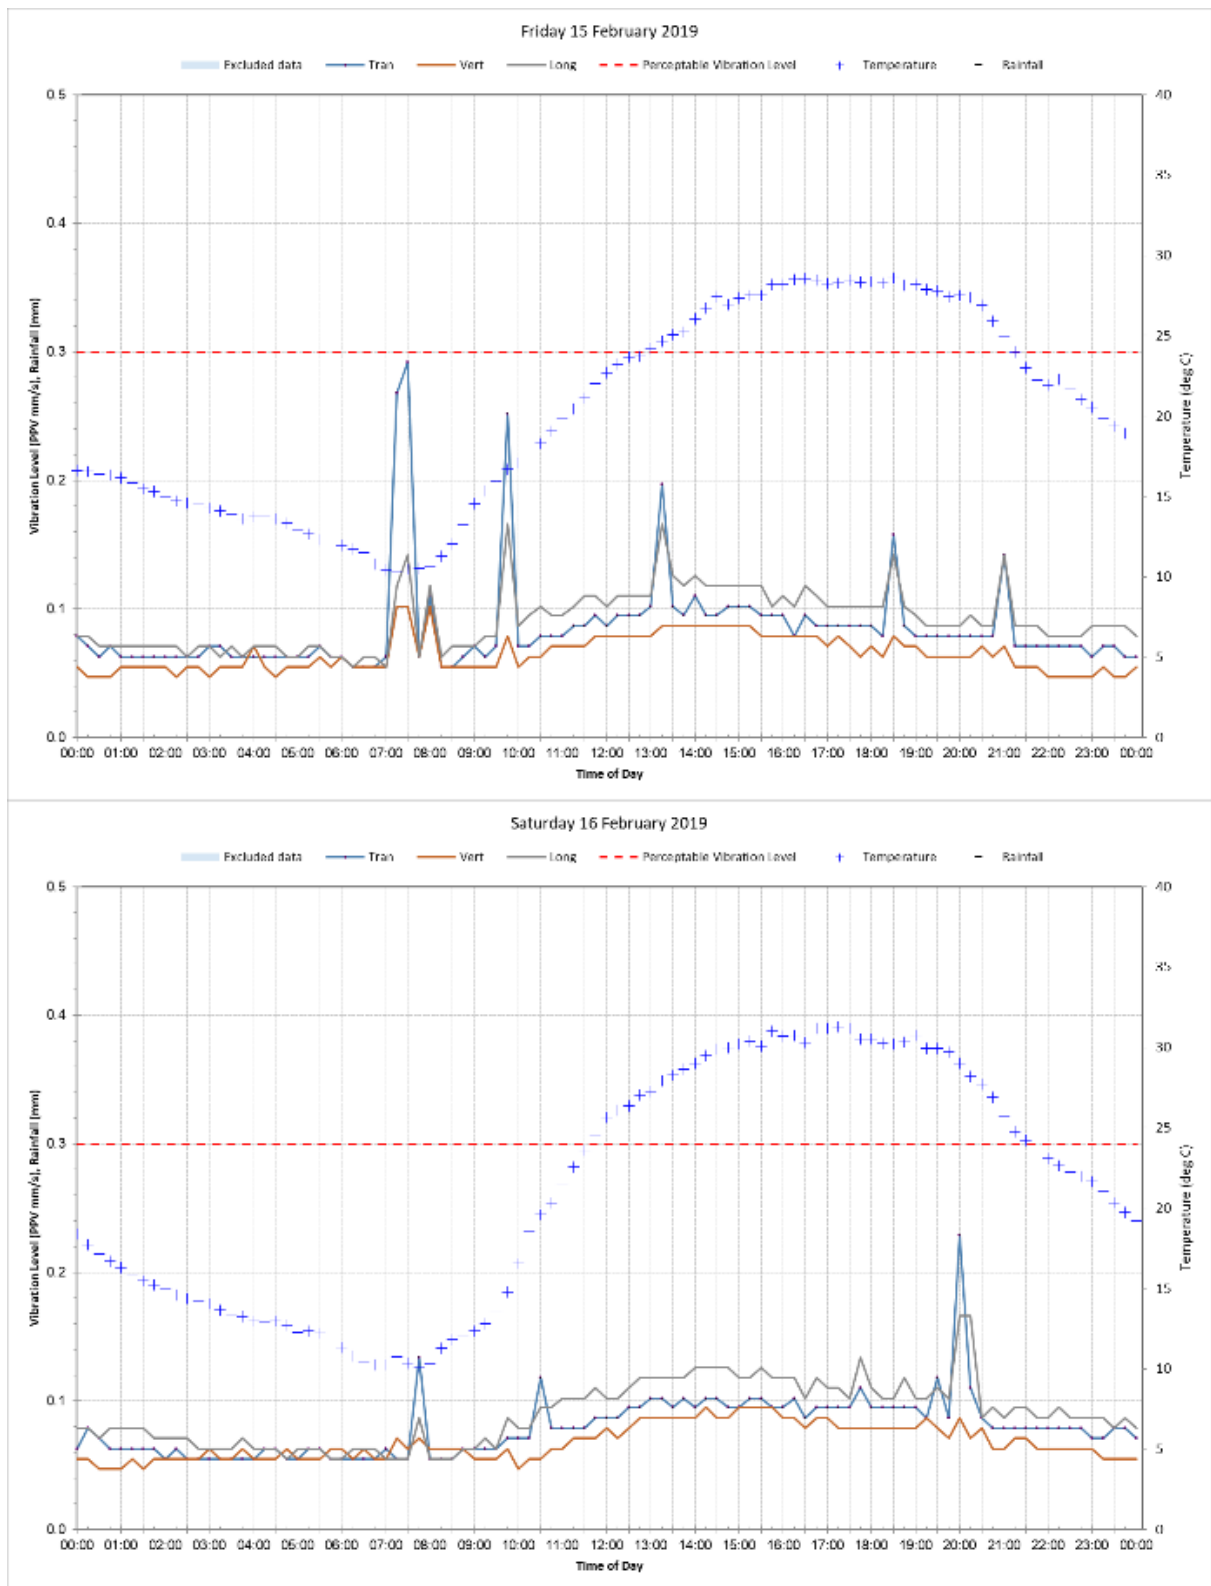 Friday 15 February 2019
Excluded data Tran Vert Long Perceptable Vibration Level Temperature Rainfall
0.5 40
35
0.4
30
0.3 25
20
0.2
15
10
0.1
5
0.0 0
Vibration Level [PPV mm/s], Rainfall [mm]
Temperature (deg C)
00:00 01:00 02:00 03:00 04:00 05:00 06:00 07:00 08:00 09:00 10:00 11:00 12:00 13:00 14:00 15:00 16:00 17:00 18:00 19:00 20:00 21:00 22:00 23:00 00:00
Time of Day
Saturday 16 February 2019
Excluded data Tran Vert Long Perceptable Vibration Level Temperature Rainfall
0.5 40
35
0.4
30
0.3 25
20
0.2
15
10
0.1
5
0.0 0
Vibration Level [PPV mm/s], Rainfall [mm]
Temperature (deg C)
00:00 01:00 02:00 03:00 04:00 05:00 06:00 07:00 08:00 09:00 10:00 11:00 12:00 13:00 14:00 15:00 16:00 17:00 18:00 19:00 20:00 21:00 22:00 23:00 00:00
Time of Day